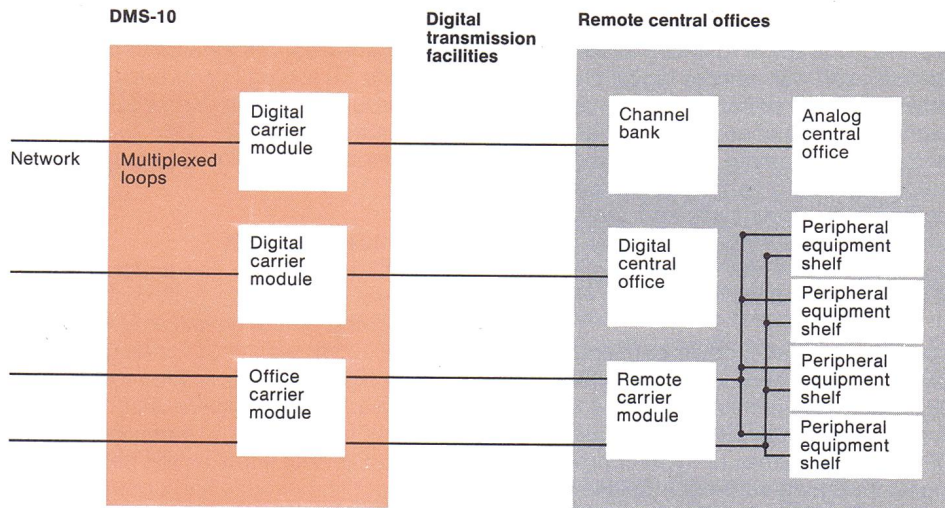 DMS-10
Digital
transmission
facilities
Remote central offices
Digital
carrier
module
Channel
bank
Analog
central
office
Network
Multiplexed
loops
Digital
carrier
module
Digital
central
office
Peripheral
equipment
shelf
Peripheral
equipment
shelf
Office
carrier
module
Remote
carrier
module
Peripheral
equipment
shelf
Peripheral
equipment
shelf